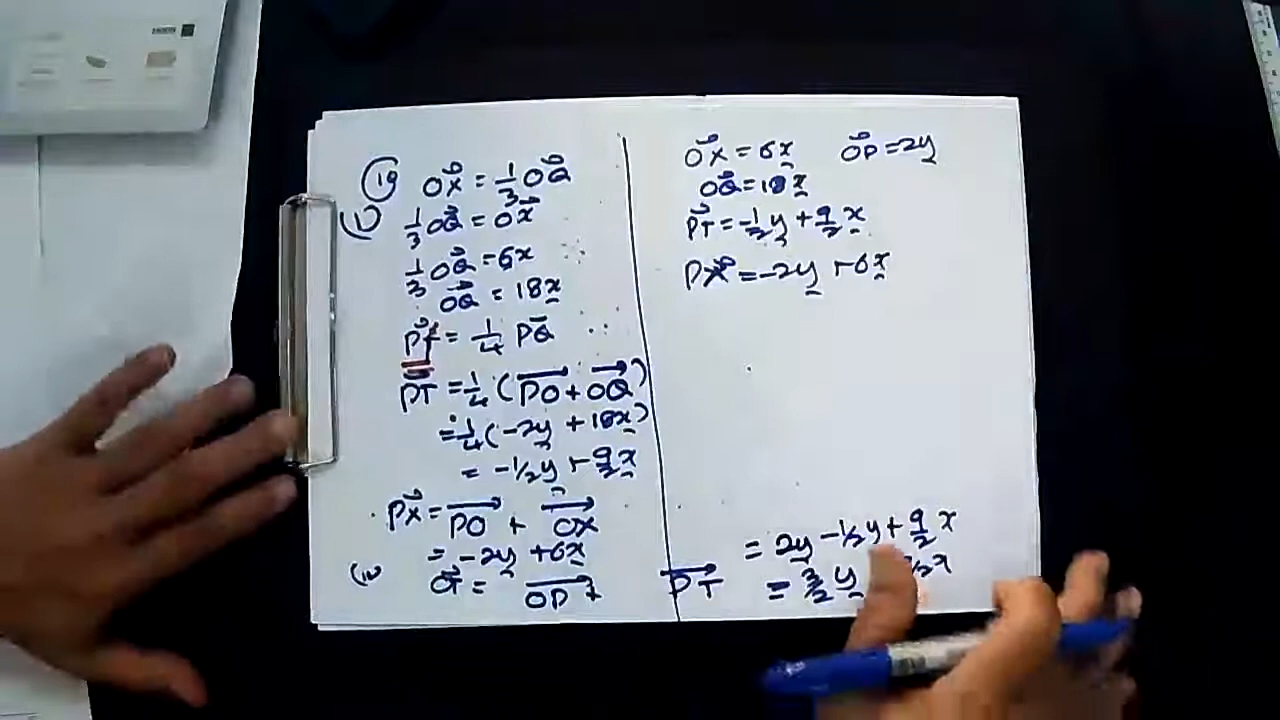 (19) OX = 1/3 OQ
(i) 1/3 OQ = OX
1/3 OQ = 6x
OQ = 18x
PT = 1/4 PQ
PT = 1/4 (PO + OQ)
= 1/4 (-2y + 18x)
= -1/2y + 9/2 x
PX = PO + OX
= -2y + 6x
OT = OP + PT
= 2y - 1/2y + 9/2 x
= 3/2 y
OX = 6x OP = 2y
OQ = 18x
PT = -1/2 y + 9/2 x
PX = -2y + 6x